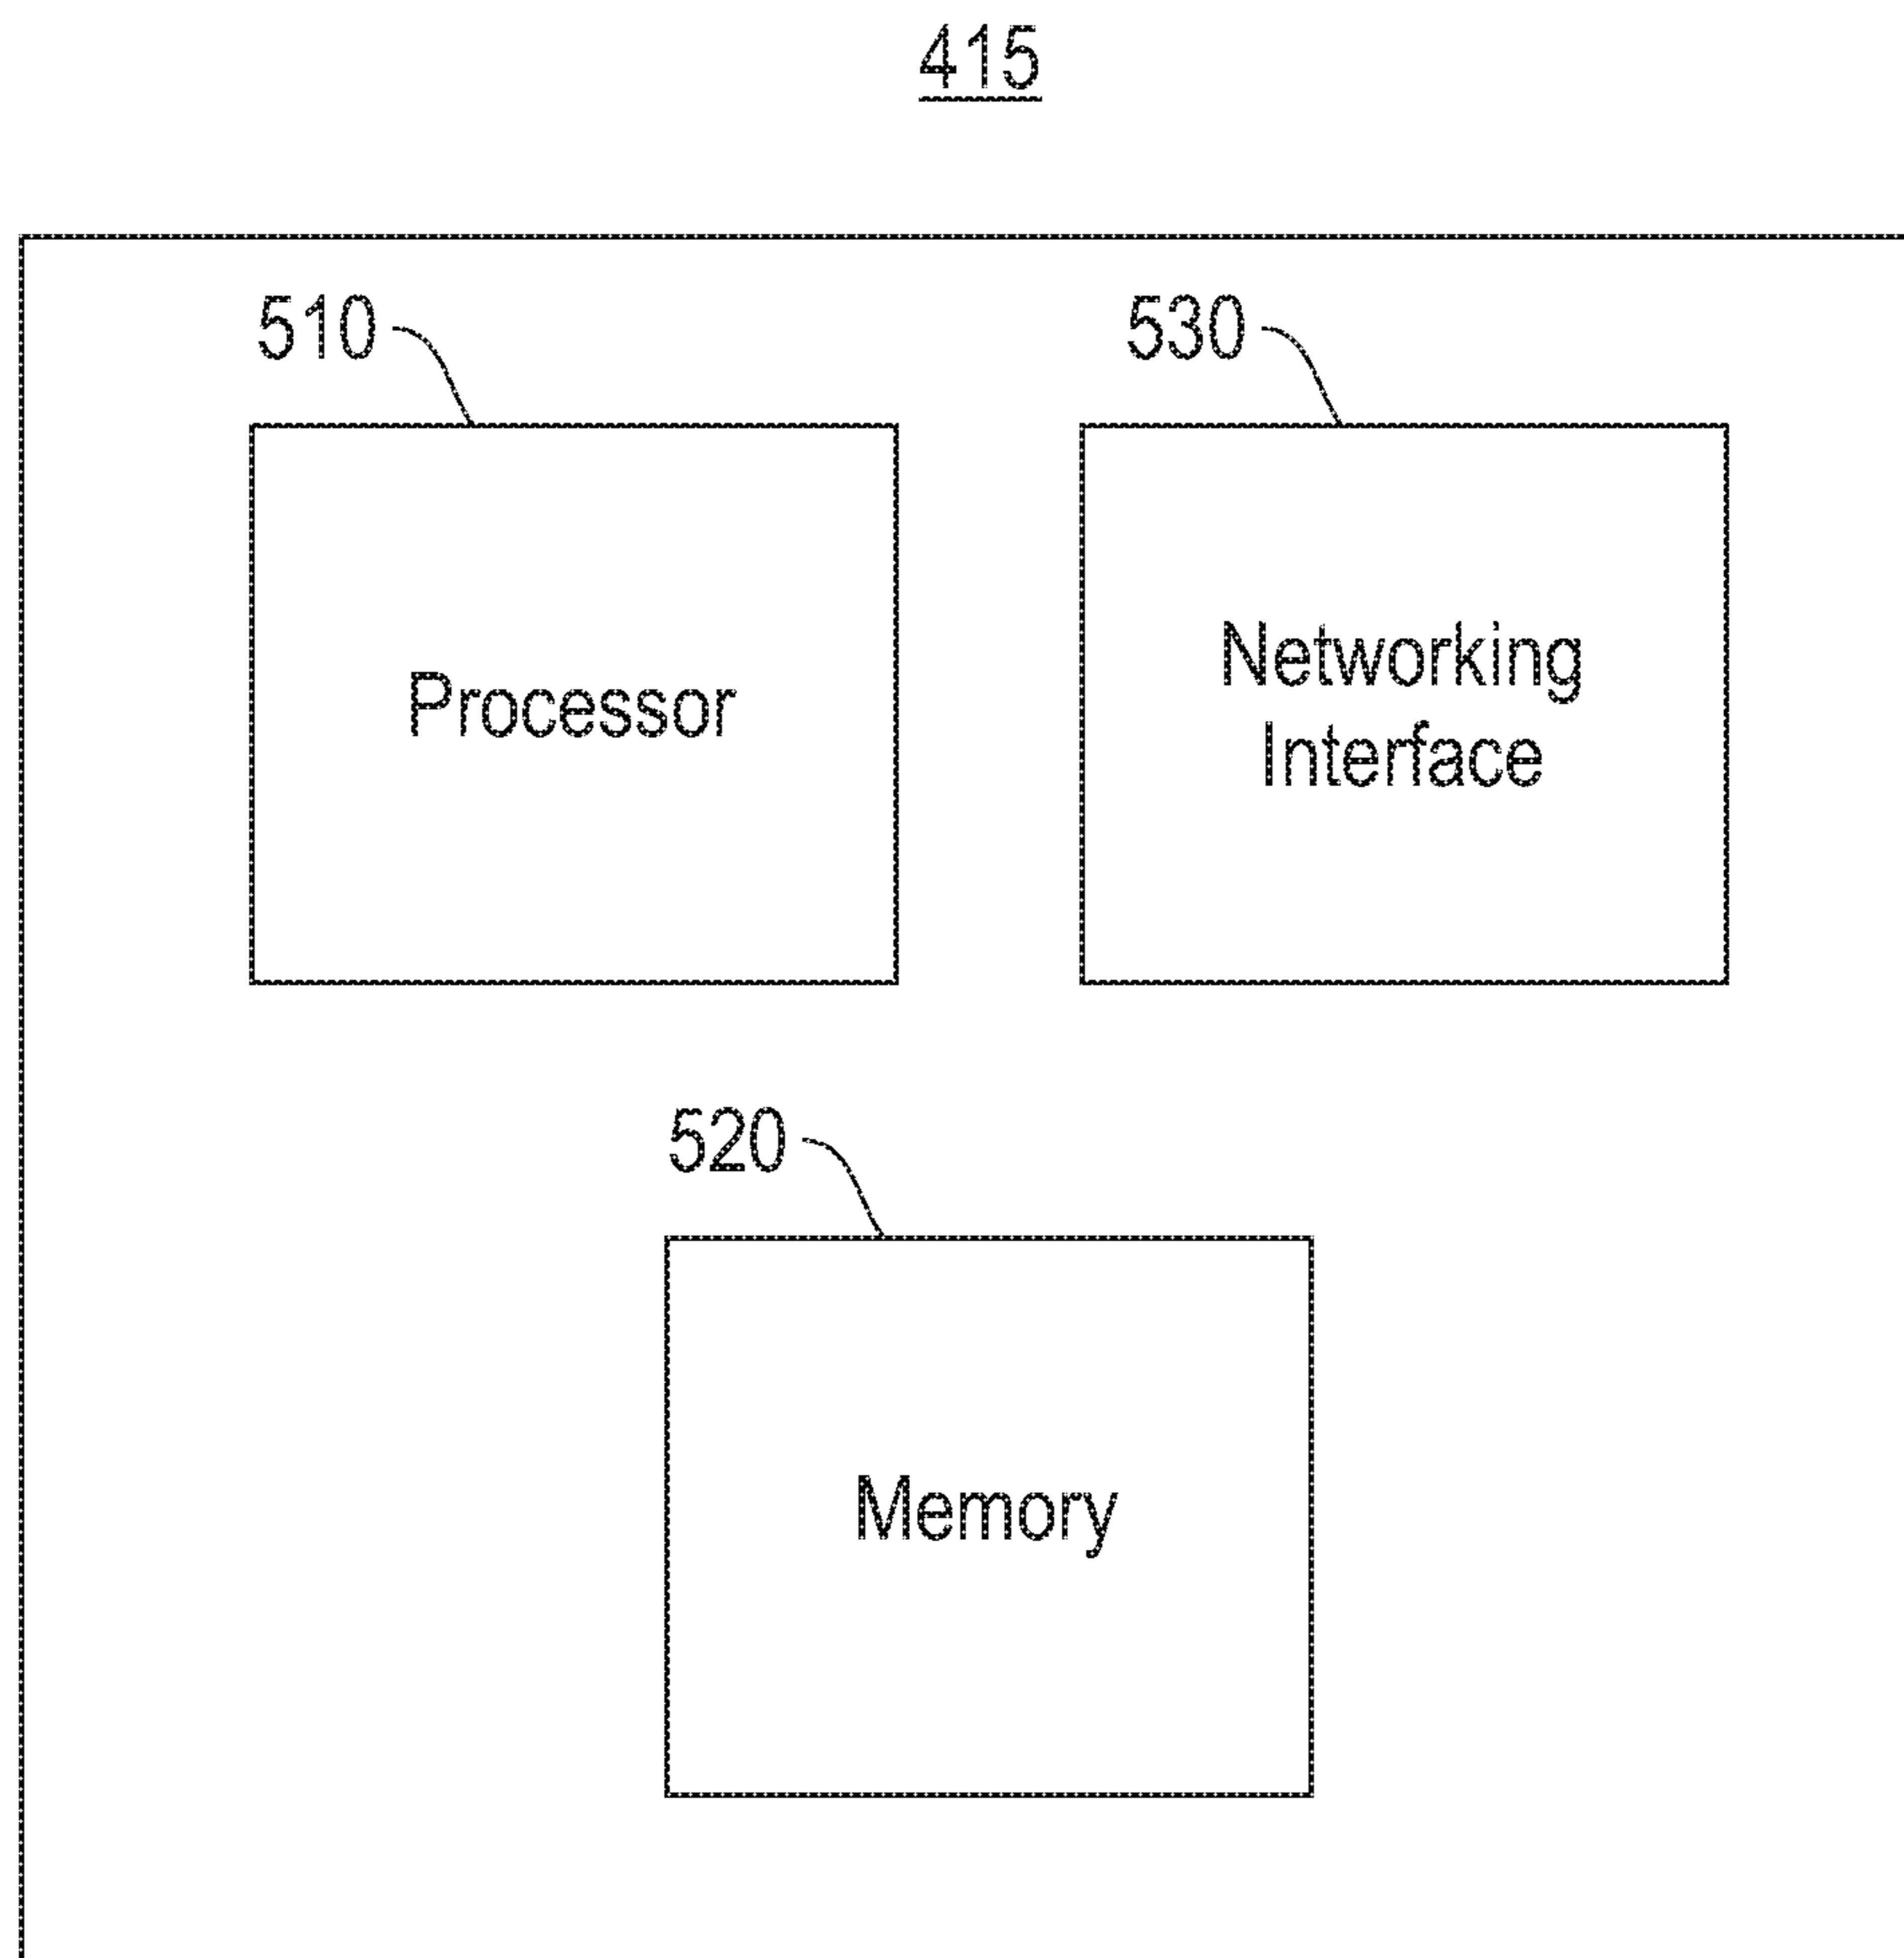 415
510
530
Processor
Networking
Interface
520
Memory